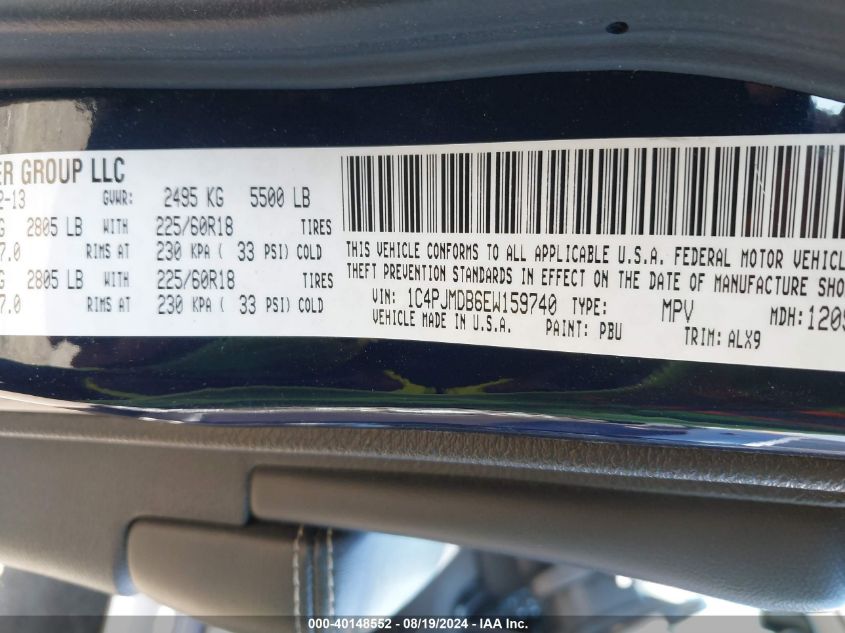 ER GROUP LLC
2-13 GVWR: 2495 KG 5500 LB
G 2805 LB WITH 225/60R18 TIRES
7.0 RIMS AT 230 KPA ( 33 PSI) COLD
G 2805 LB WITH 225/60R18 TIRES
7.0 RIMS AT 230 KPA ( 33 PSI) COLD
THIS VEHICLE CONFORMS TO ALL APPLICABLE U.S.A. FEDERAL MOTOR VEHICL
THEFT PREVENTION STANDARDS IN EFFECT ON THE DATE OF MANUFACTURE SHO
VIN: 1C4PJMDB6EW159740 TYPE: MPV MDH: 1209
VEHICLE MADE IN U.S.A. PAINT: PBU TRIM: ALX9
000-40148552 / 08/19/2024 - IAAI Inc.